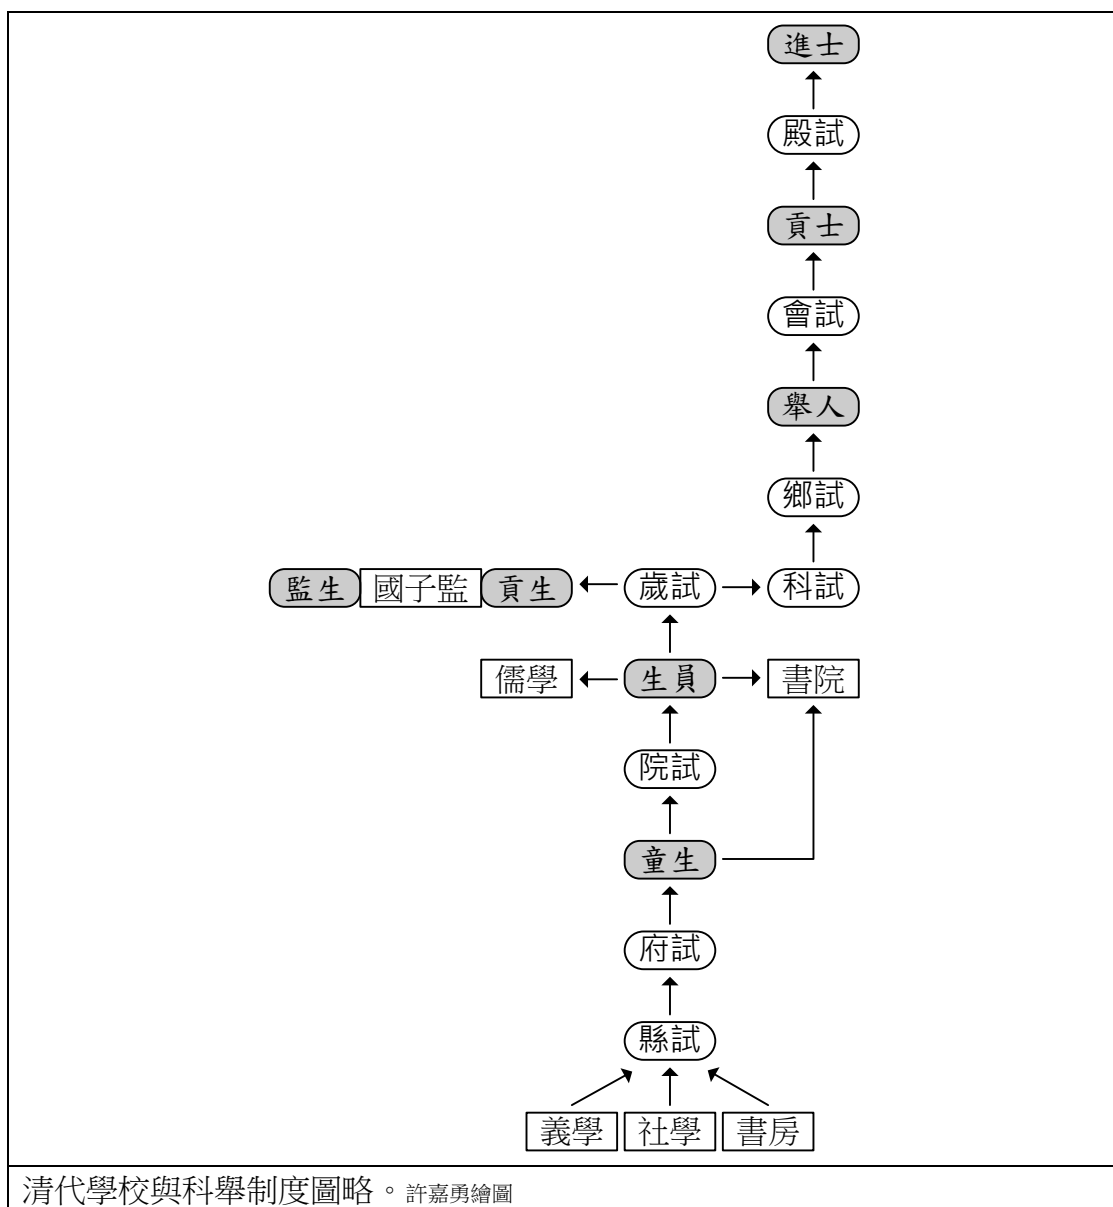 進士
殿試
貢士
會試
舉人
鄉試
監生 國子監 貢生 歲試 科試
儒學 生員 書院
院試
童生
府試
縣試
義學 社學 書房
清代學校與科舉制度圖略。許嘉勇繪圖